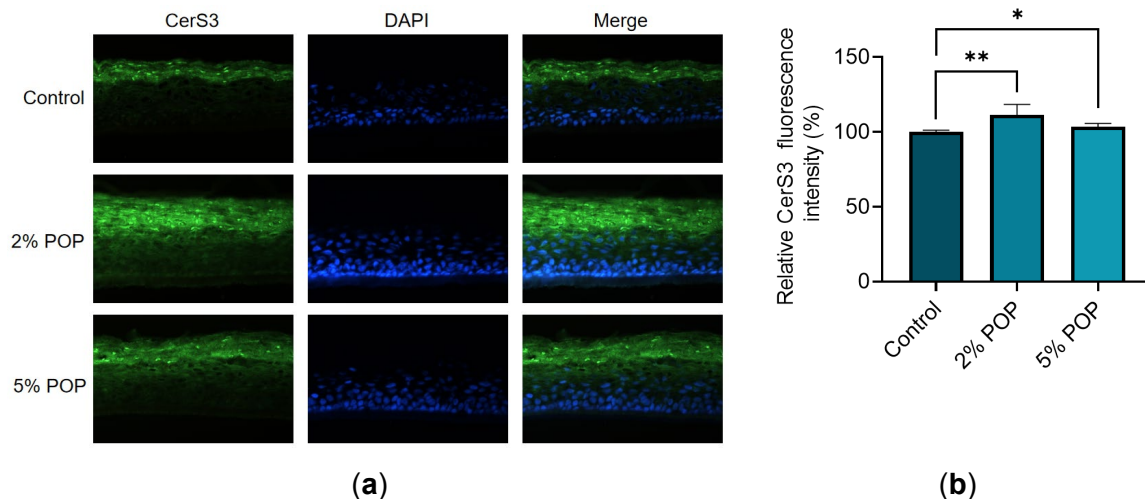 CerS3 DAPI Merge
Control
2% POP
5% POP
(a)
Relative CerS3 fluorescence
intensity (%)
150
100
50
0
*
**
Control
2% POP
5% POP
(b)